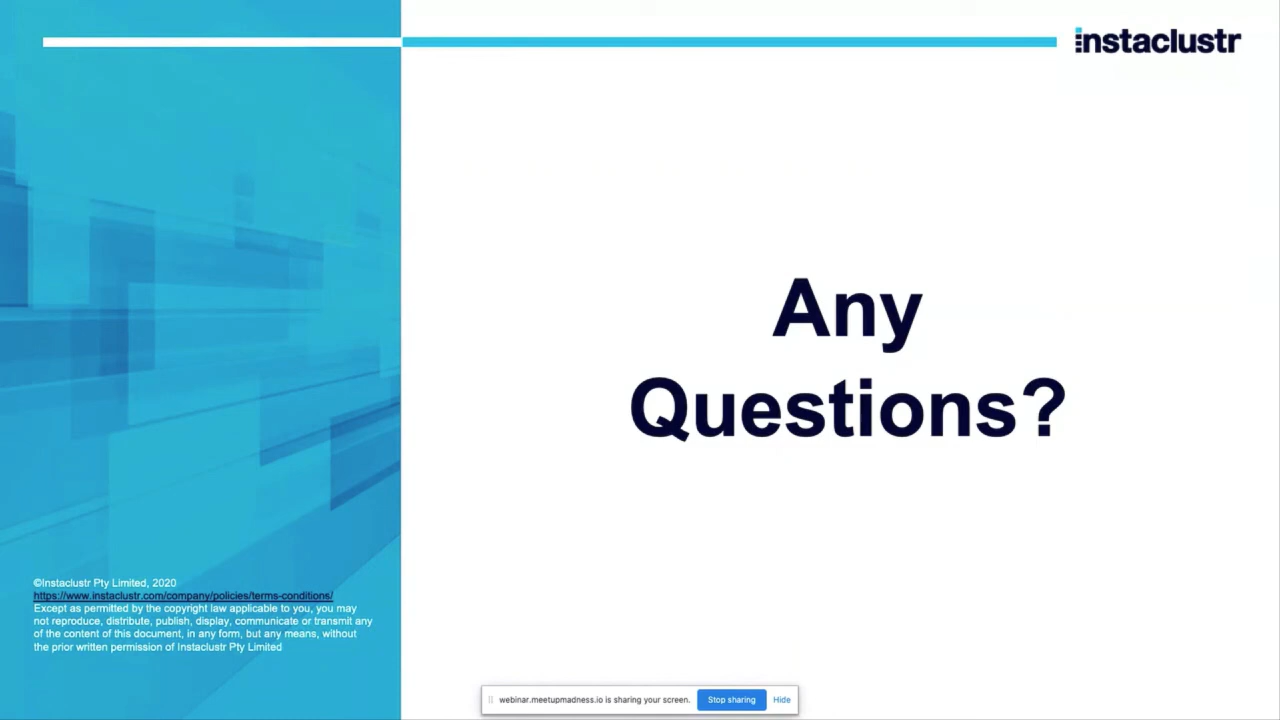 instaclustr
Any
Questions?
©Instaclustr Pty Limited, 2020
https://www.instaclustr.com/company/policies/terms-conditions/
Except as permitted by the copyright law applicable to you, you may
not reproduce, distribute, publish, display, communicate or transmit any
of the content of this document, in any form, but any means, without
the prior written permission of Instaclustr Pty Limited
webinar.meetupmadness.io is sharing your screen. Stop sharing Hide